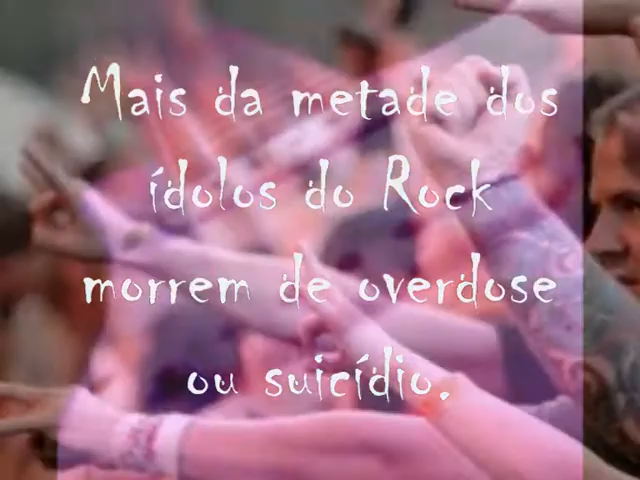 Mais da metade dos
ídolos do Rock
morrem de overdose
ou suicídio.